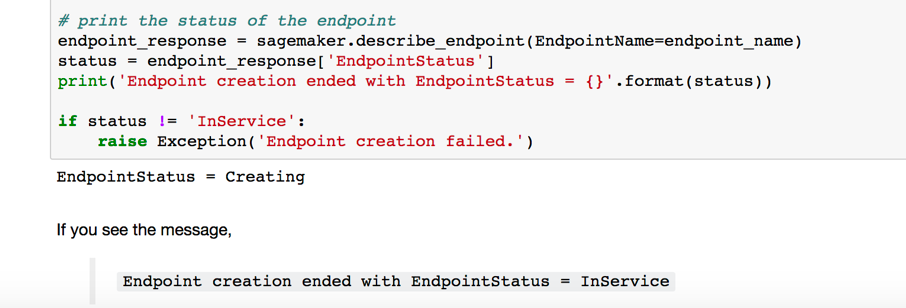 # print the status of the endpoint
endpoint_response = sagemaker.describe_endpoint(EndpointName=endpoint_name)
status = endpoint_response['EndpointStatus']
print('Endpoint creation ended with EndpointStatus = {}'.format(status))
if status != 'InService':
    raise Exception('Endpoint creation failed.')
EndpointStatus = Creating
If you see the message,
Endpoint creation ended with EndpointStatus = InService